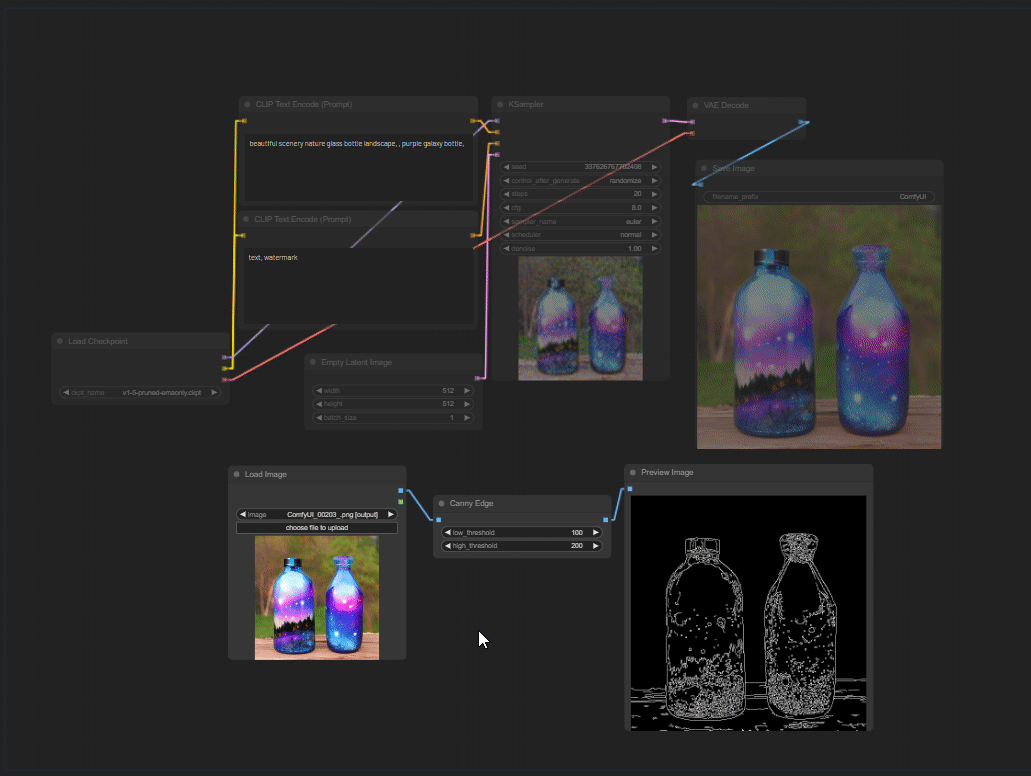 CLIP Text Encode (Prompt)
beautiful scenery nature glass bottle landscape, , purple galaxy bottle,
CLIP Text Encode (Prompt)
text, watermark
KSampler
seed 337626767762408
control_after_generate randomize
steps 20
cfg 8.0
sampler_name euler
scheduler normal
denoise 1.00
VAE Decode
Save Image
filename_prefix ComfyUI
Load Checkpoint
ckpt_name v1-5-pruned-emaonly.ckpt
Empty Latent Image
width 512
height 512
batch_size 1
Load Image
image ComfyUI_00203_.png [output]
choose file to upload
Canny Edge
low_threshold 100
high_threshold 200
Preview Image